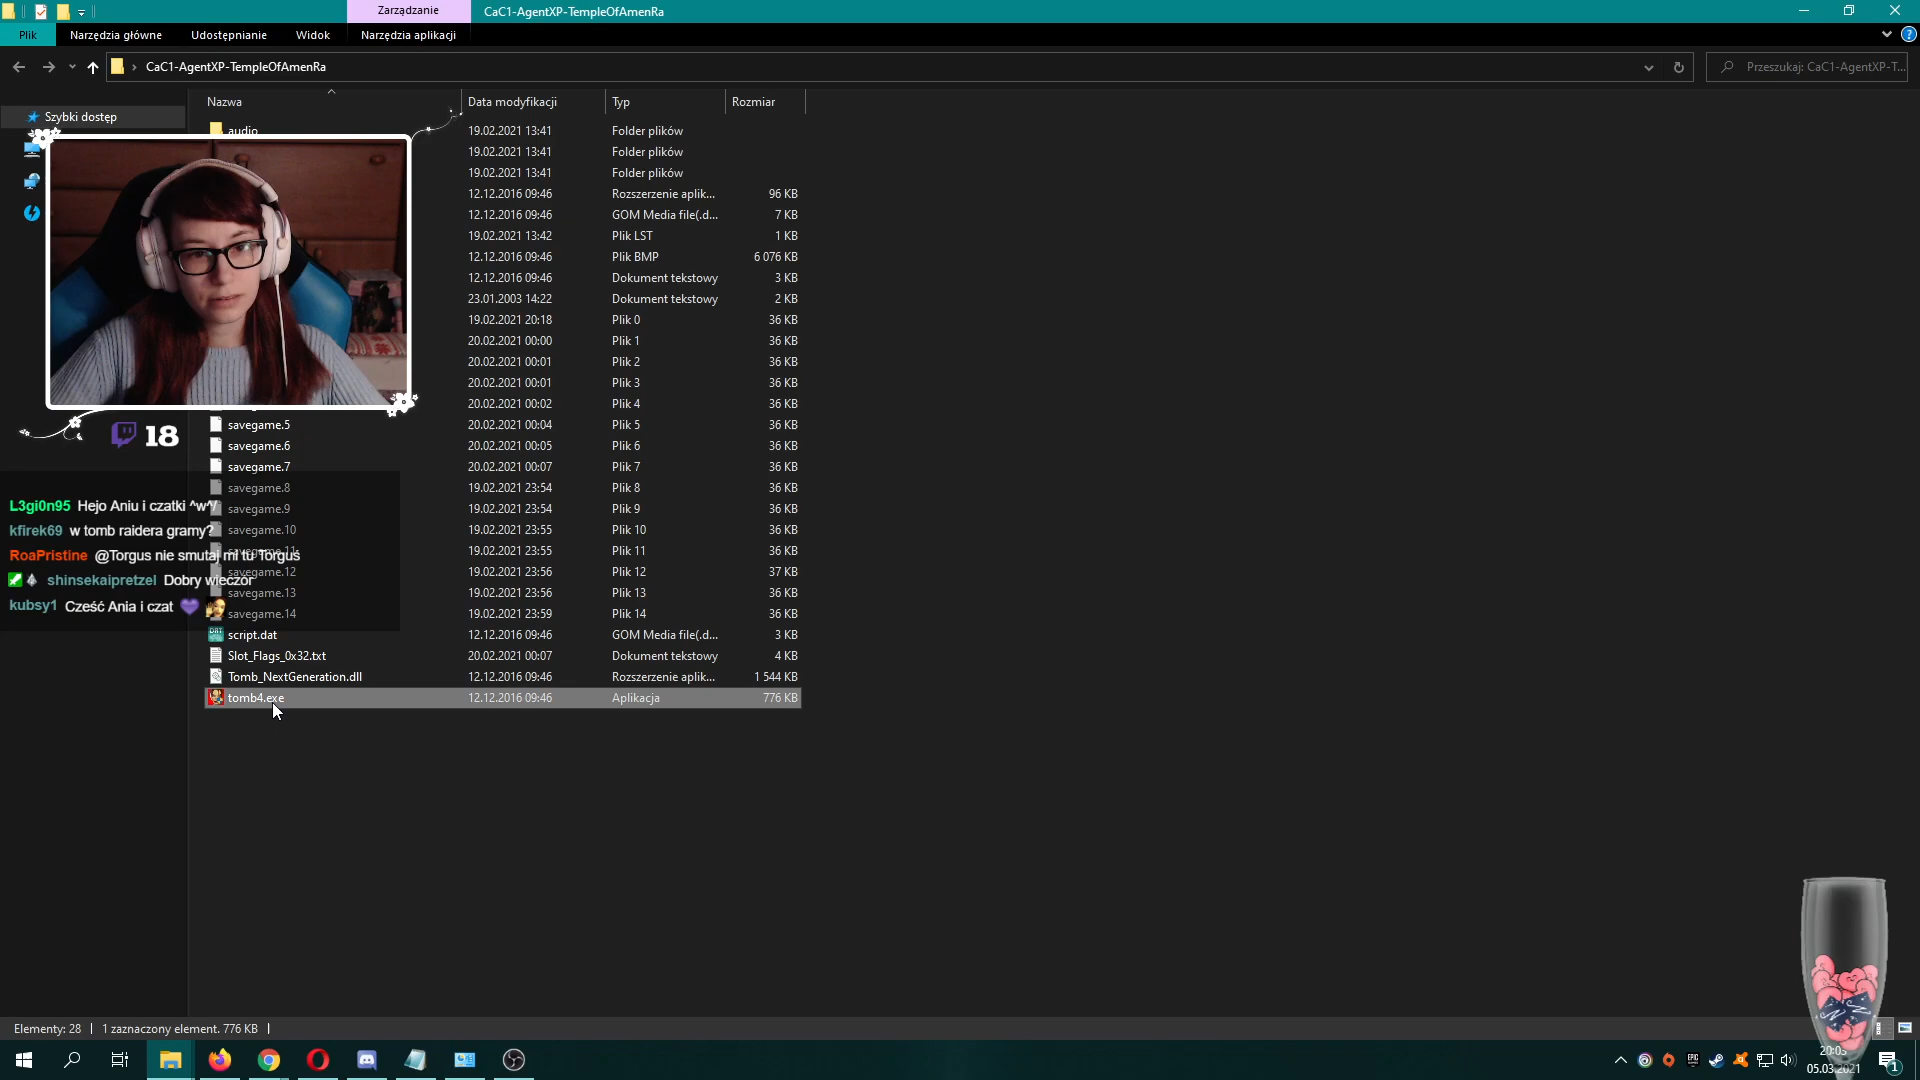 Zarządzanie
CaC1-AgentXP-TempleOfAmenRa
Plik
Narzędzia główne
Udostępnianie
Widok
Narzędzia aplikacji
CaC1-AgentXP-TempleOfAmenRa
Przeszukaj: CaC1-AgentXP-T...
Szybki dostęp
Nazwa Data modyfikacji Typ Rozmiar
audio 19.02.2021 13:41 Folder plików
19.02.2021 13:41 Folder plików
19.02.2021 13:41 Folder plików
12.12.2016 09:46 Rozszerzenie aplik... 96 KB
12.12.2016 09:46 GOM Media file(.d... 7 KB
19.02.2021 13:42 Plik LST 1 KB
12.12.2016 09:46 Plik BMP 6 076 KB
12.12.2016 09:46 Dokument tekstowy 3 KB
23.01.2003 14:22 Dokument tekstowy 2 KB
19.02.2021 20:18 Plik 0 36 KB
20.02.2021 00:00 Plik 1 36 KB
20.02.2021 00:01 Plik 2 36 KB
20.02.2021 00:01 Plik 3 36 KB
20.02.2021 00:02 Plik 4 36 KB
savegame.5 20.02.2021 00:04 Plik 5 36 KB
savegame.6 20.02.2021 00:05 Plik 6 36 KB
savegame.7 20.02.2021 00:07 Plik 7 36 KB
savegame.8 19.02.2021 23:54 Plik 8 36 KB
savegame.9 19.02.2021 23:54 Plik 9 36 KB
savegame.10 19.02.2021 23:55 Plik 10 36 KB
savegame.11 19.02.2021 23:55 Plik 11 36 KB
savegame.12 19.02.2021 23:56 Plik 12 37 KB
savegame.13 19.02.2021 23:56 Plik 13 36 KB
savegame.14 19.02.2021 23:59 Plik 14 36 KB
script.dat 12.12.2016 09:46 GOM Media file(.d... 3 KB
Slot_Flags_0x32.txt 20.02.2021 00:07 Dokument tekstowy 4 KB
Tomb_NextGeneration.dll 12.12.2016 09:46 Rozszerzenie aplik... 1 544 KB
tomb4.exe 12.12.2016 09:46 Aplikacja 776 KB
18
L3gi0n95 Hejo Aniu i czatki ^w^/
kfirek69 w tomb raidera gramy?
RoaPristine @Torgus nie smutaj mi tu Torgus
shinsekaipretzel Dobry wieczór
kubsy1 Cześć Ania i czat
Elementy: 28
1 zaznaczony element. 776 KB
EPIC
20:05
05.03.2021
1